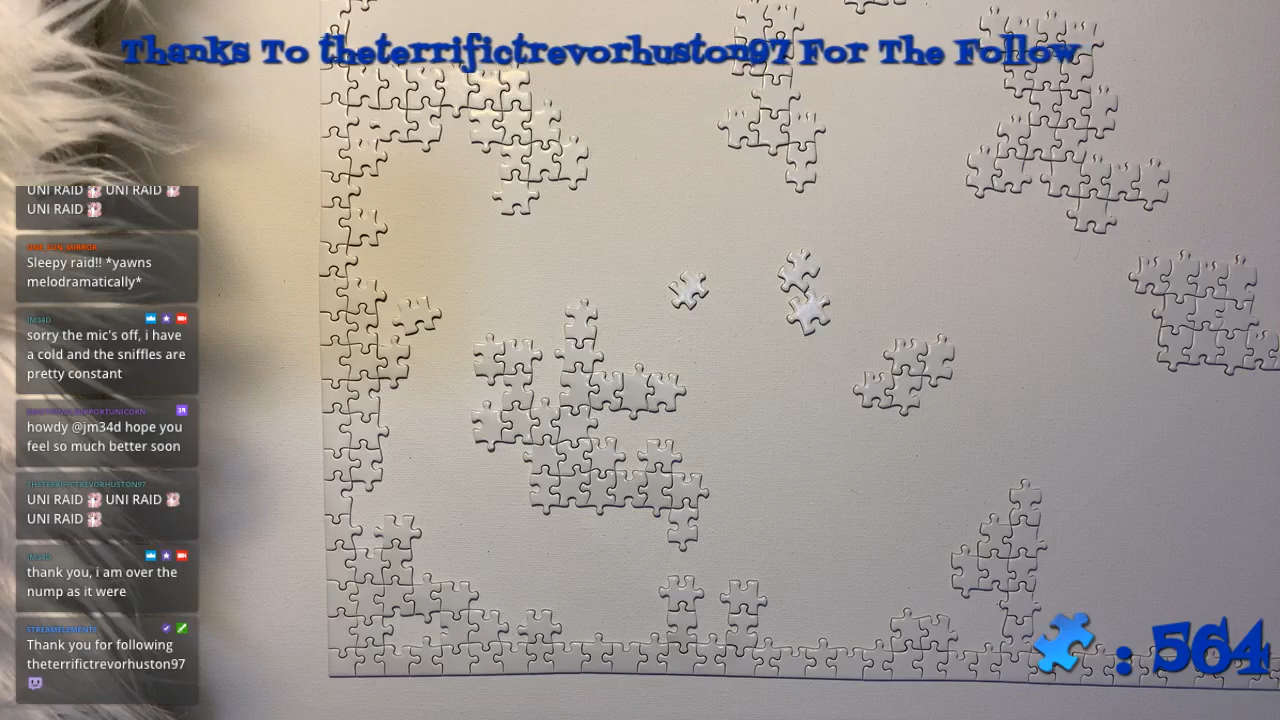 Thanks To theterrifictrevorhuston97 For The Follow
UNI RAID UNI RAID
UNI RAID
ONE_SUN_MIRROR
Sleepy raid!! *yawns
melodramatically*
JM34D
sorry the mic's off, i have
a cold and the sniffles are
pretty constant
howdy @jm34d hope you
feel so much better soon
THETERRIFICTREVORHUSTON97
UNI RAID UNI RAID
UNI RAID
JM34D
thank you, i am over the
nump as it were
STREAMELEMENTS
Thank you for following
theterrifictrevorhuston97
: 564